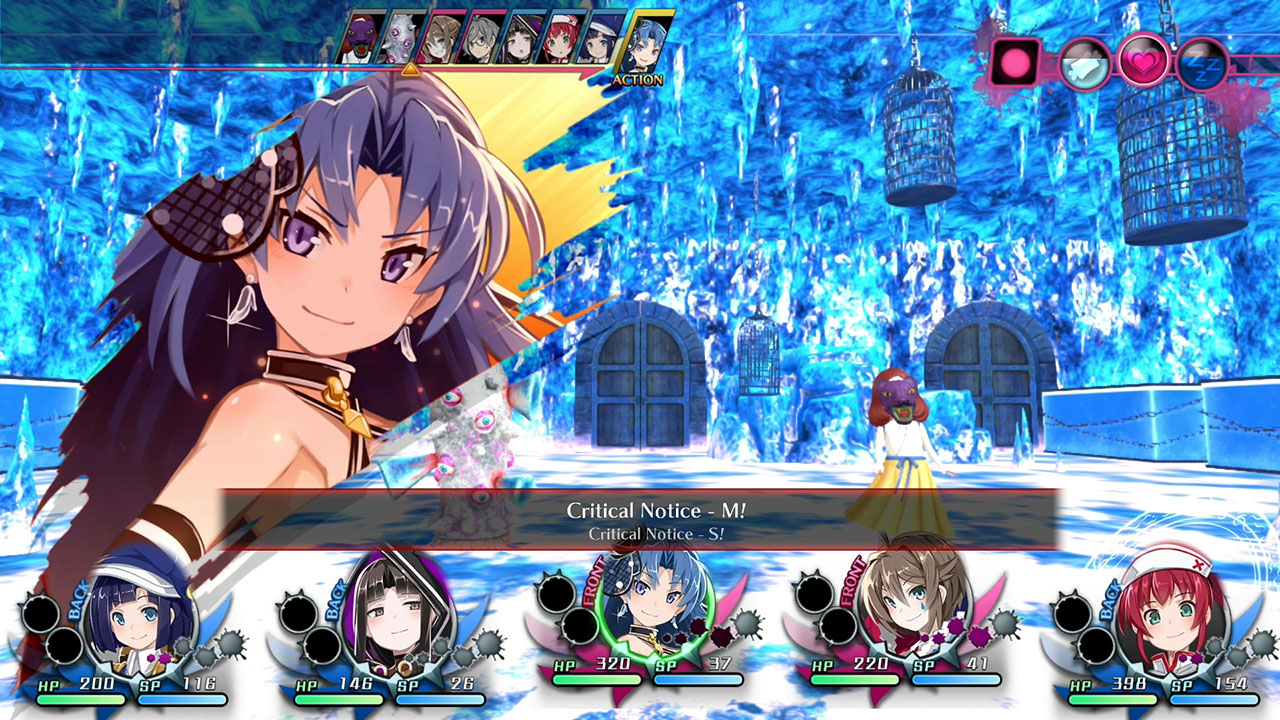 ACTION
Critical Notice - M!
Critical Notice - S!
BACK
HP 200 SP 116
BACK
HP 146 SP 26
FRONT
HP 320 SP 37
FRONT
HP 220 SP 41
BACK
HP 398 SP 154